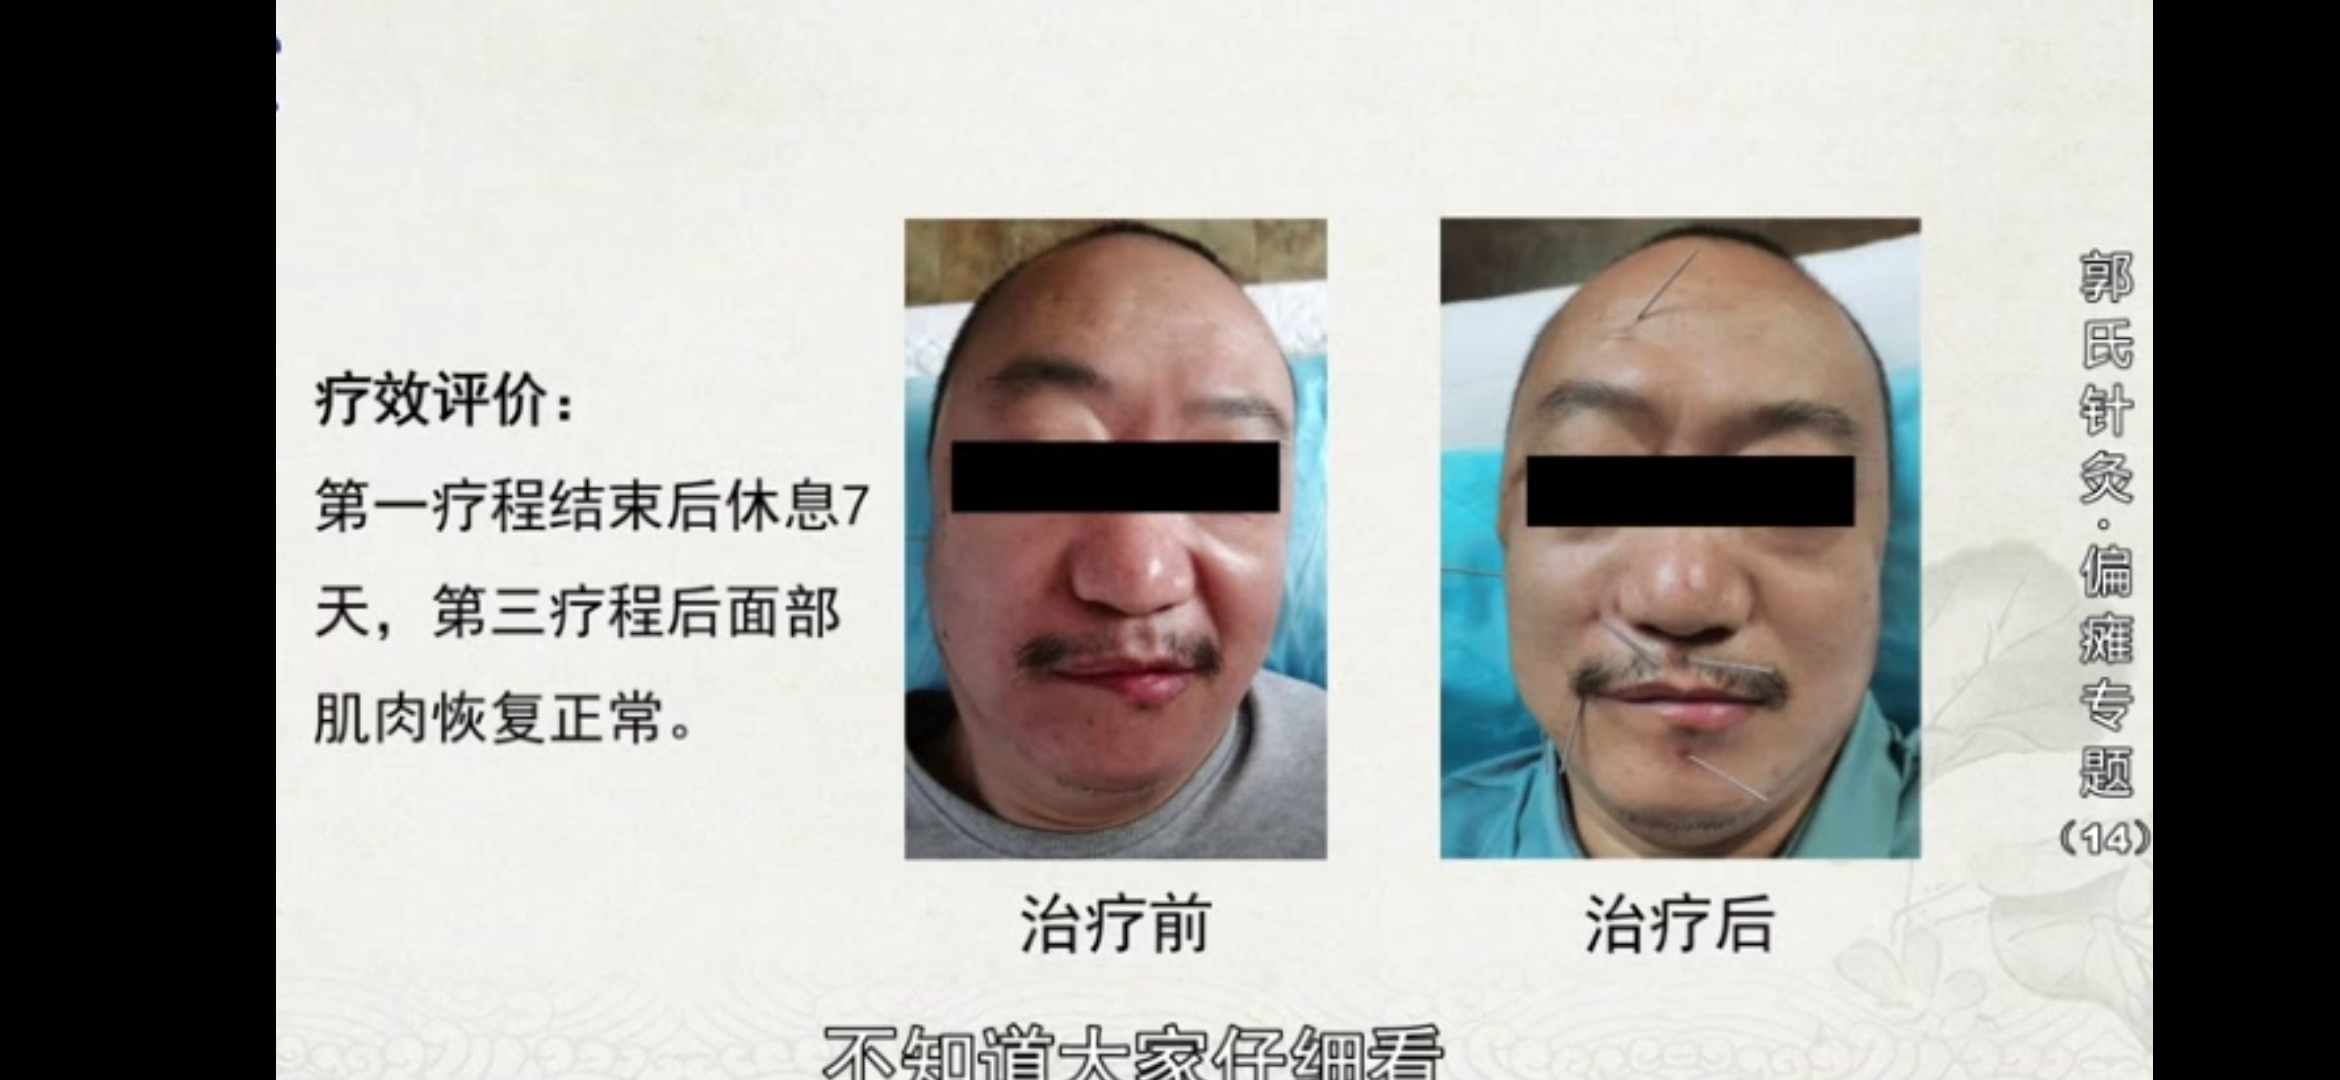 疗效评价：
第一疗程结束后休息7
天，第三疗程后面部
肌肉恢复正常。
治疗前
治疗后
郭氏针灸·偏瘫专题（14）
不知道大家仔细看